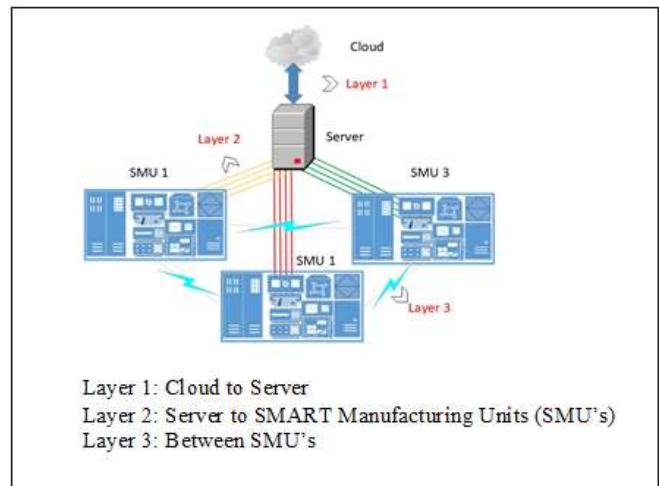 Cloud
Layer 1
Layer 2
Server
SMU 1
SMU 3
SMU 1
Layer 3
Layer 1: Cloud to Server
Layer 2: Server to SMART Manufacturing Units (SMU's)
Layer 3: Between SMU's